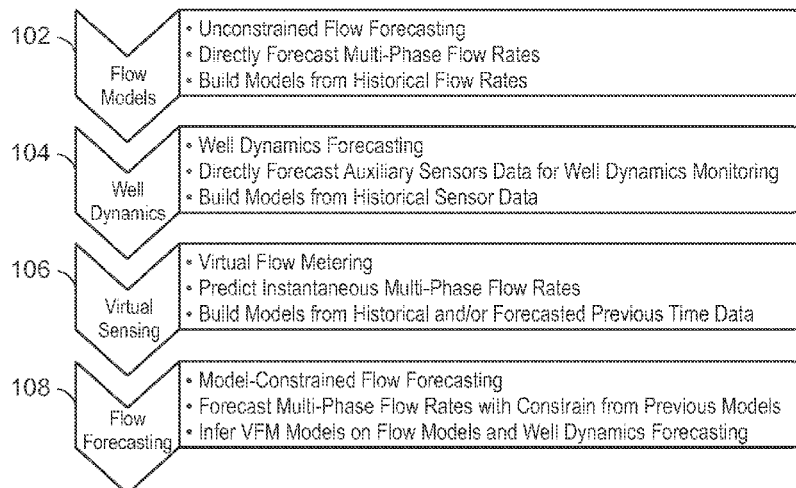 102
Flow
Models
• Unconstrained Flow Forecasting
• Directly Forecast Multi-Phase Flow Rates
• Build Models from Historical Flow Rates
104
Well
Dynamics
• Well Dynamics Forecasting
• Directly Forecast Auxiliary Sensors Data for Well Dynamics Monitoring
• Build Models from Historical Sensor Data
106
Virtual
Sensing
• Virtual Flow Metering
• Predict Instantaneous Multi-Phase Flow Rates
• Build Models from Historical and/or Forecasted Previous Time Data
108
Flow
Forecasting
• Model-Constrained Flow Forecasting
• Forecast Multi-Phase Flow Rates with Constrain from Previous Models
• Infer VFM Models on Flow Models and Well Dynamics Forecasting